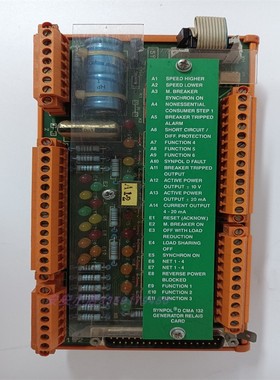 A1 SPEED HIGHER
A2 SPEED LOWER
A3 M. BREAKER
SYNCHRON ON
A4 NONESSENTIAL
CONSUMER STEP 1
A5 BREAKER TRIPPED
ALARM
A6 SHORT CIRCUIT /
DIFF. PROTECTION
A7 FUNCTION 4
A8 FUNCTION 5
A9 FUNCTION 6
A10 SYNPOL D FAULT
A11 BREAKER TRIPPED
OUTPUT
A12 ACTIVE POWER
OUTPUT ± 10 V
A13 ACTIVE POWER
OUTPUT ± 20 mA
A14 CURRENT OUTPUT
4 - 20 mA
E1 RESET (ACKNOW.)
E2 M. BREAKER ON
E3 OFF WITH LOAD
REDUCTION
E4 LOAD SHARING
OFF
E5 SYNCHRON ON
E6 NET 1 - 4
E7 NET 1 - 4
E8 REVERSE POWER
BLOCKED
E9 FUNCTION 1
E10 FUNCTION 2
E11 FUNCTION 3
SYNPOL D CMA 132
GENERATOR RELAIS
CARD